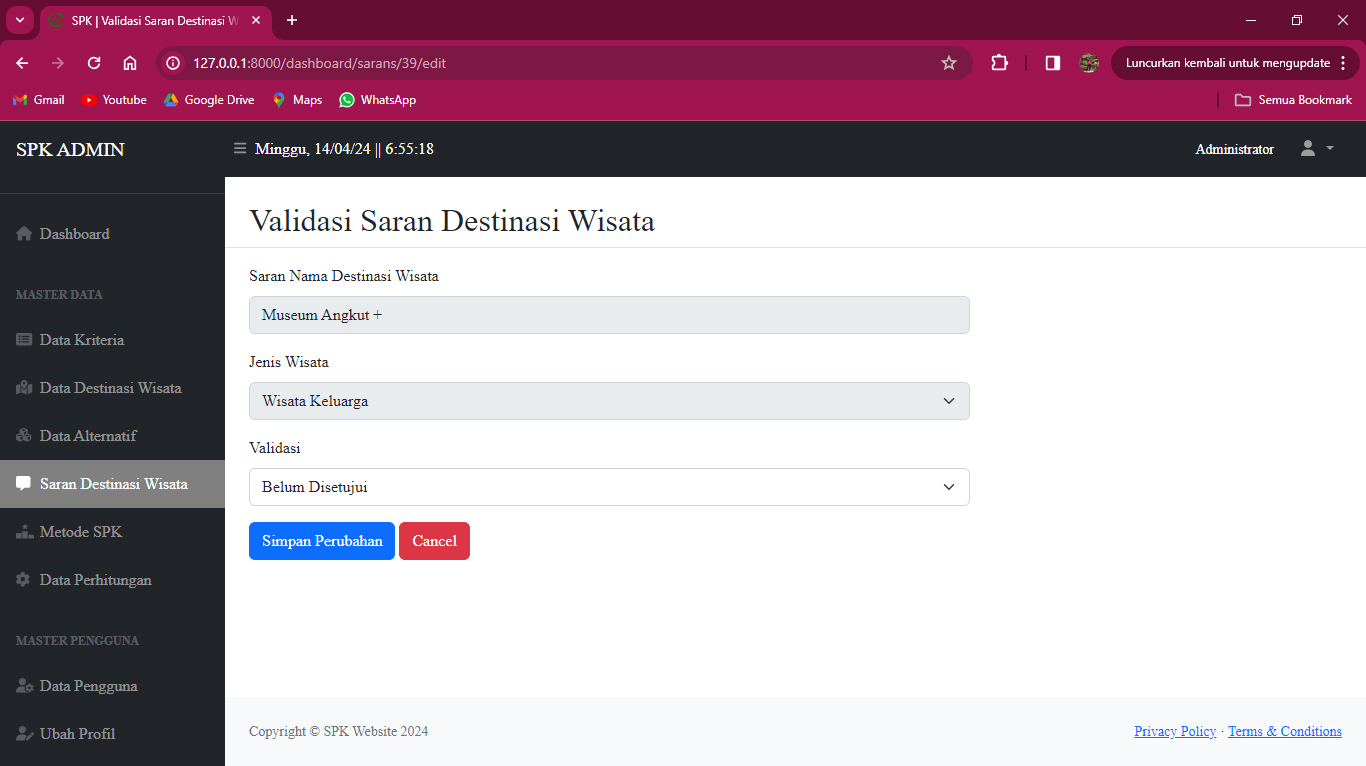 SPK | Validasi Saran Destinasi W
127.0.0.1:8000/dashboard/sarans/39/edit
Luncurkan kembali untuk mengupdate
Gmail
Youtube
Google Drive
Maps
WhatsApp
Semua Bookmark
SPK ADMIN
Minggu, 14/04/24 || 6:55:18
Administrator
Dashboard
MASTER DATA
Data Kriteria
Data Destinasi Wisata
Data Alternatif
Saran Destinasi Wisata
Metode SPK
Data Perhitungan
MASTER PENGGUNA
Data Pengguna
Ubah Profil
Validasi Saran Destinasi Wisata
Saran Nama Destinasi Wisata
Museum Angkut +
Jenis Wisata
Wisata Keluarga
Validasi
Belum Disetujui
Simpan Perubahan
Cancel
Copyright © SPK Website 2024
Privacy Policy · Terms & Conditions